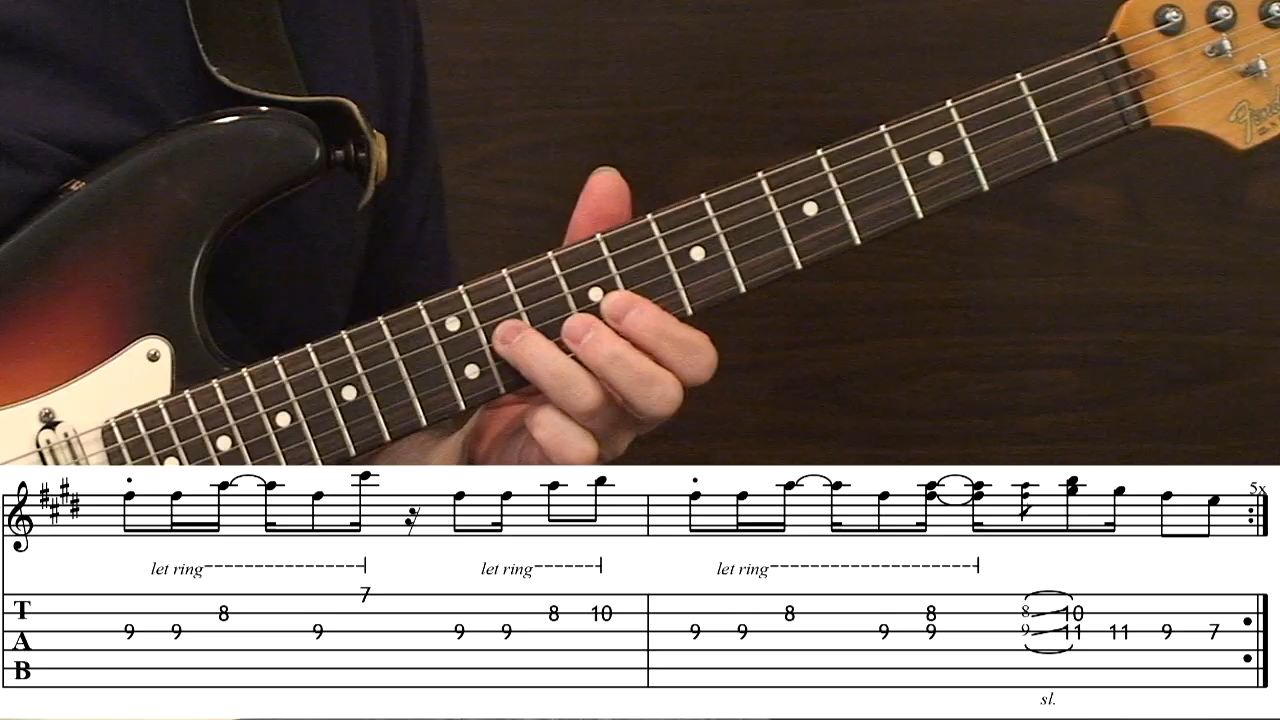 Fend
5x
let ring let ring let ring
T
A
B
7
8 8 10 8 8 8 10
9 9 9 9 9 9 9 9 9 9 11 11 9 7
sl.